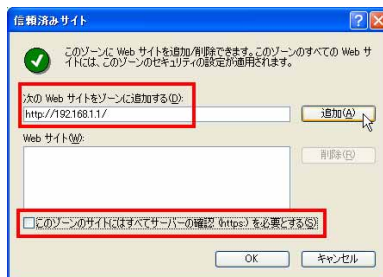 信頼済みサイト
このゾーンに Web サイトを追加/削除できます。このゾーンのすべての Web サ
イトには、このゾーンのセキュリティの設定が適用されます。
次の Web サイトをゾーンに追加する(D):
http://192.168.1.1/
追加(A)
Web サイト(W):
削除(R)
このゾーンのサイトにはすべてサーバーの確認 (https:) を必要とする(S)
OK
キャンセル